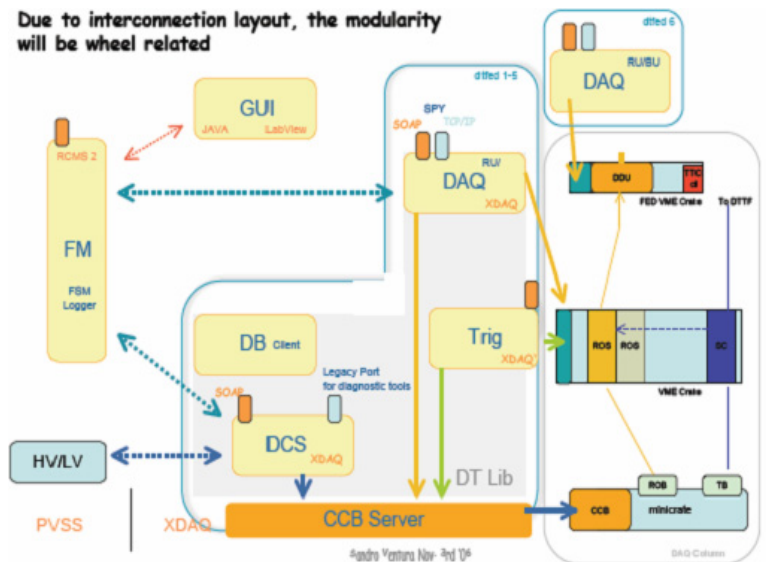 Due to interconnection layout, the modularity
will be wheel related
dtfed 6
RU/BU
DAQ
dtfed 1-5
SPY
SOAP
TCP/IP
RU/
DAQ
XDAQ
GUI
JAVA
LabView
RCMS 2
FM
FSM
Logger
DDU
TTC
FED VME Crate
To DTTF
DB Client
Trig
XDAQ
ROS
ROS
SC
VME Crate
Legacy Port
for diagnostic tools
SOAP
DCS
XDAQ
HV/LV
DT Lib
ROB
TB
CCB
minicrate
PVSS
XDAQ
CCB Server
Sandro Ventura Nov. 3rd '06
DAQ Column